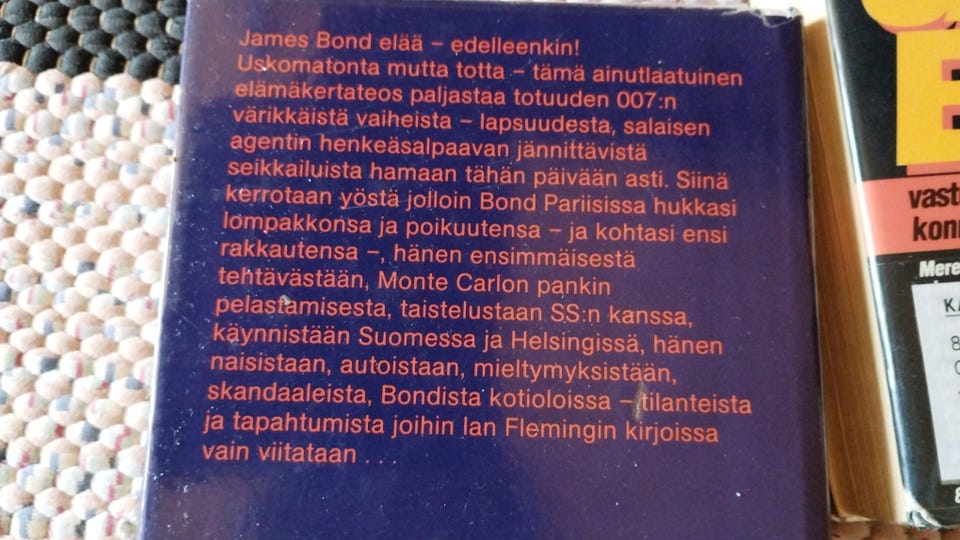 James Bond elää – edelleenkin!
Uskomatonta mutta totta – tämä ainutlaatuinen
elämäkertateos paljastaa totuuden 007:n
värikkäistä vaiheista – lapsuudesta, salaisen
agentin henkeäsalpaavan jännittävistä
seikkailuista hamaan tähän päivään asti. Siinä
kerrotaan yöstä jolloin Bond Pariisissa hukkasi
lompakkonsa ja poikuutensa – ja kohtasi ensi
rakkautensa –, hänen ensimmäisestä
tehtävästään, Monte Carlon pankin
pelastamisesta, taistelustaan SS:n kanssa,
käynnistään Suomessa ja Helsingissä, hänen
naisistaan, autoistaan, mieltymyksistään,
skandaaleista, Bondista kotioloissa – tilanteista
ja tapahtumista joihin Ian Flemingin kirjoissa
vain viitataan . . .
vast
konn
Mere